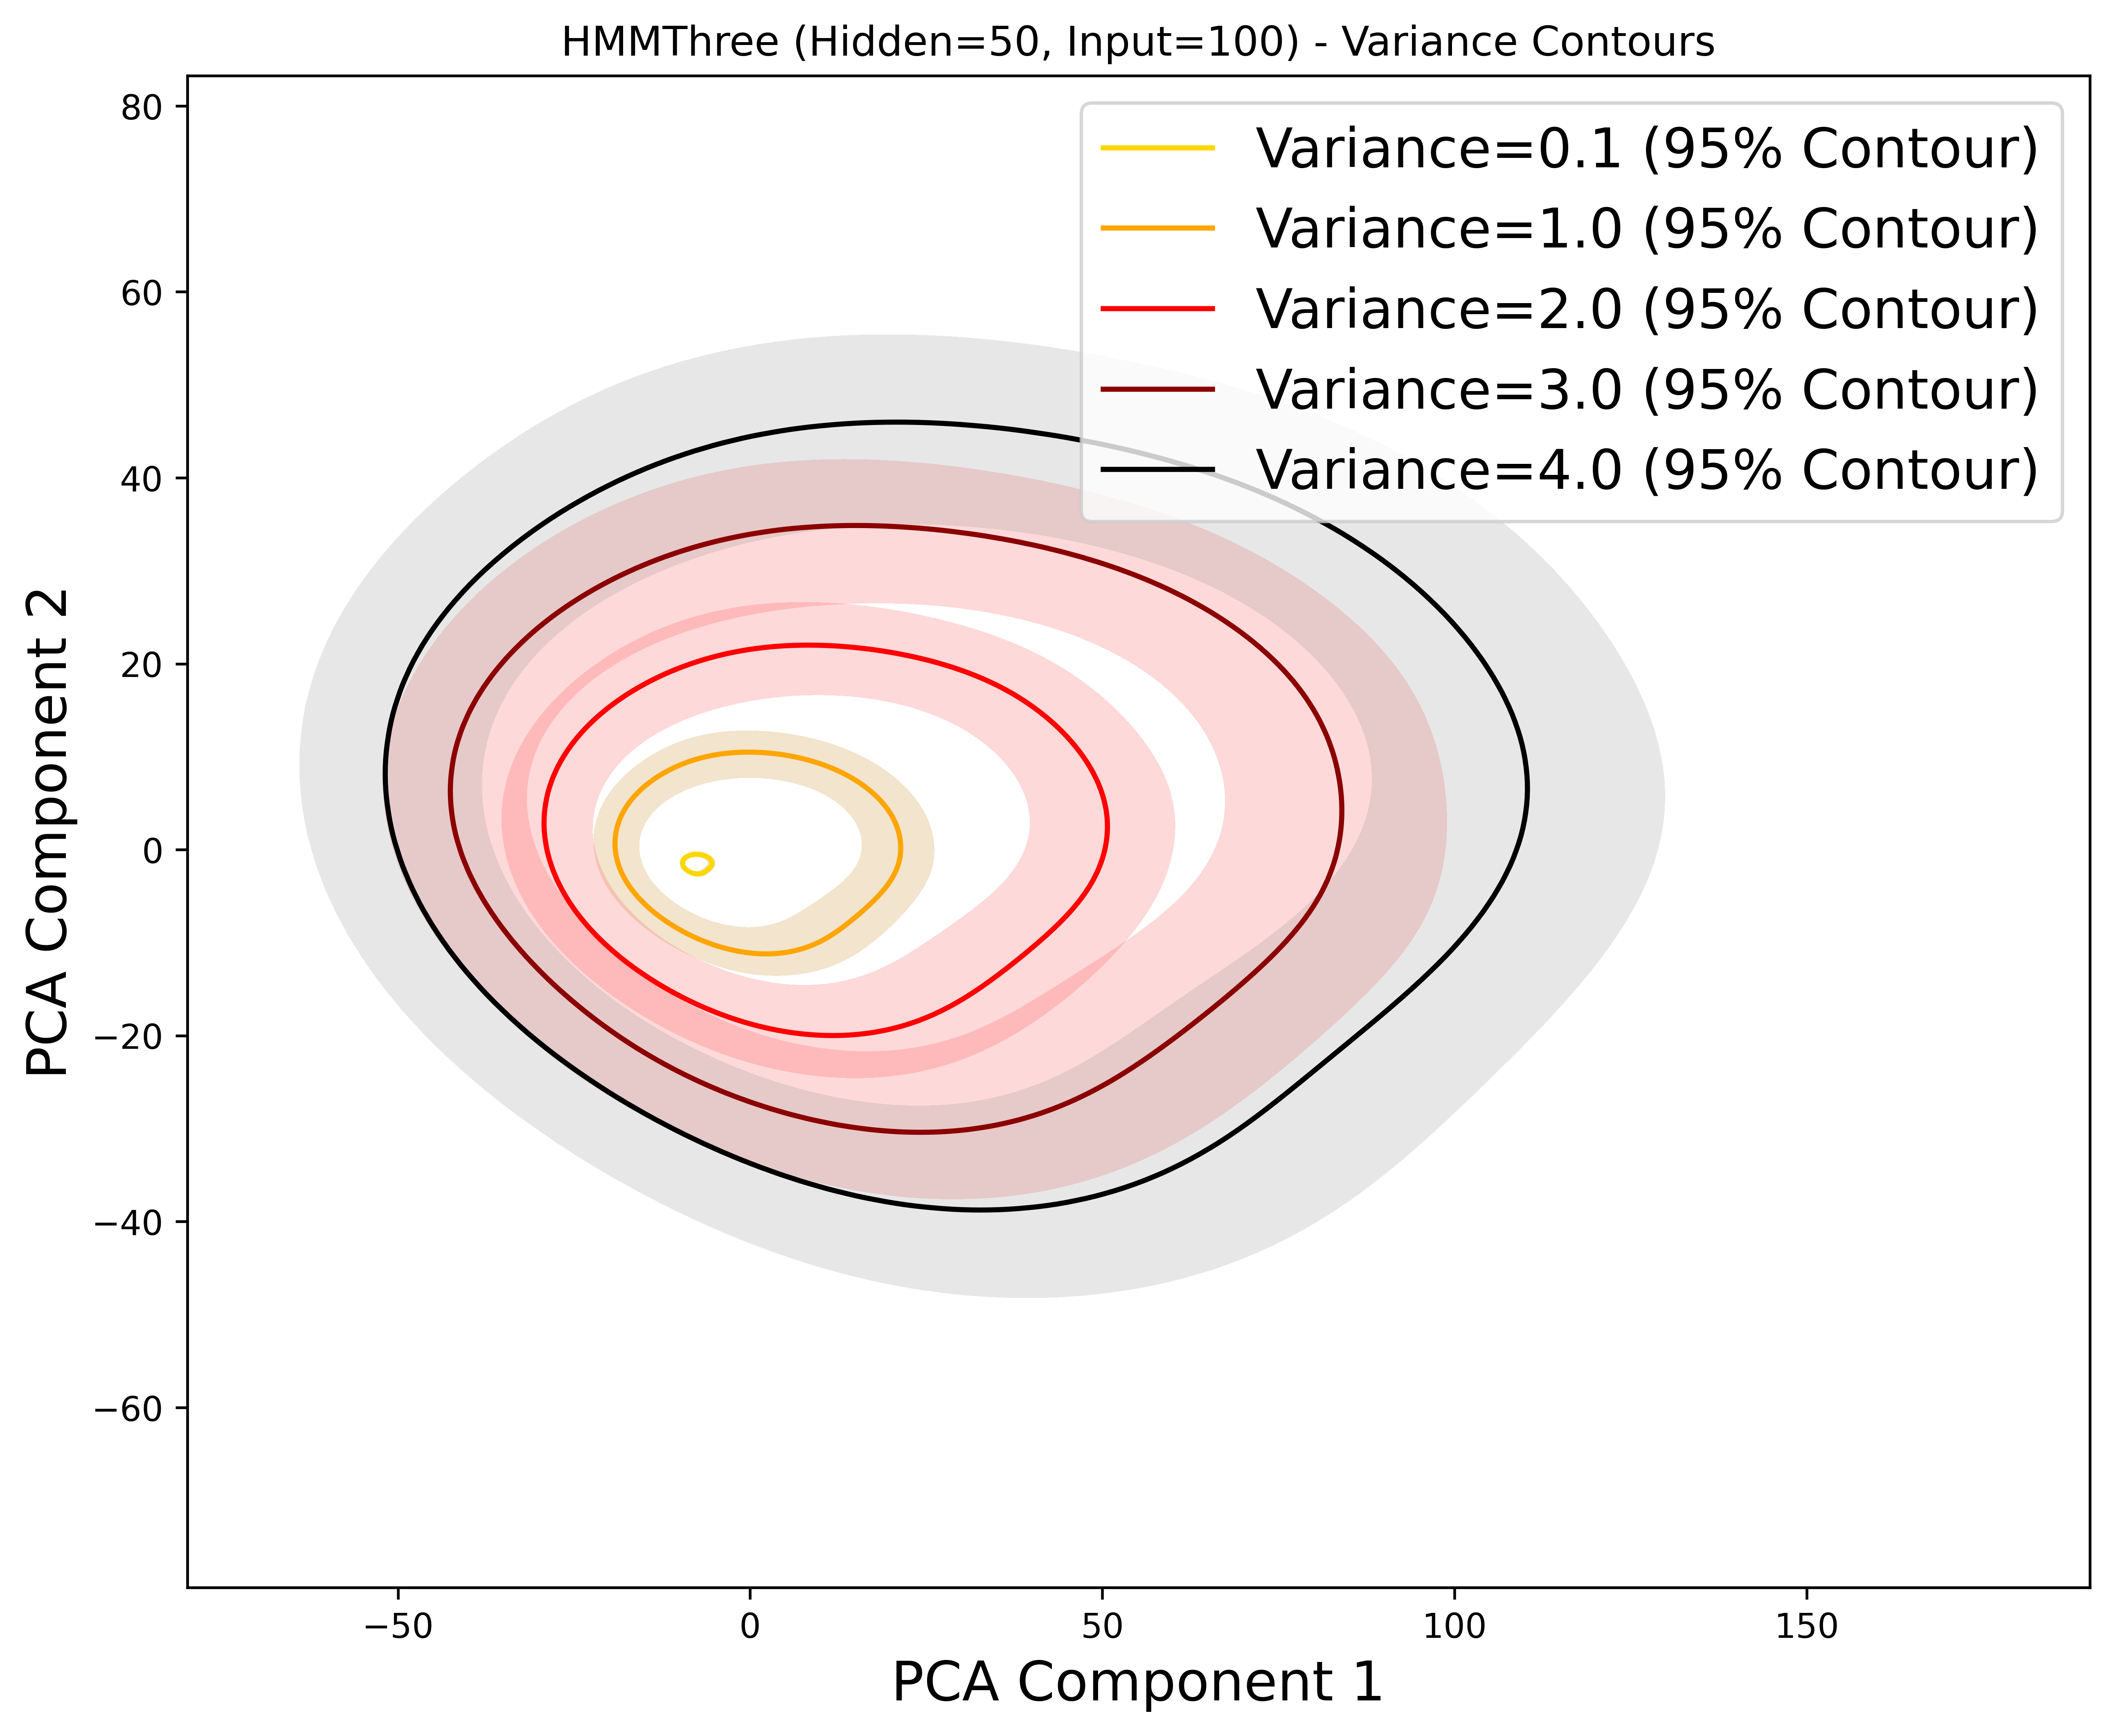 HMMThree (Hidden=50, Input=100) - Variance Contours
Variance=0.1 (95% Contour)
Variance=1.0 (95% Contour)
Variance=2.0 (95% Contour)
Variance=3.0 (95% Contour)
Variance=4.0 (95% Contour)
PCA Component 2
80
60
40
20
0
−20
−40
−60
−50
0
50
100
150
PCA Component 1